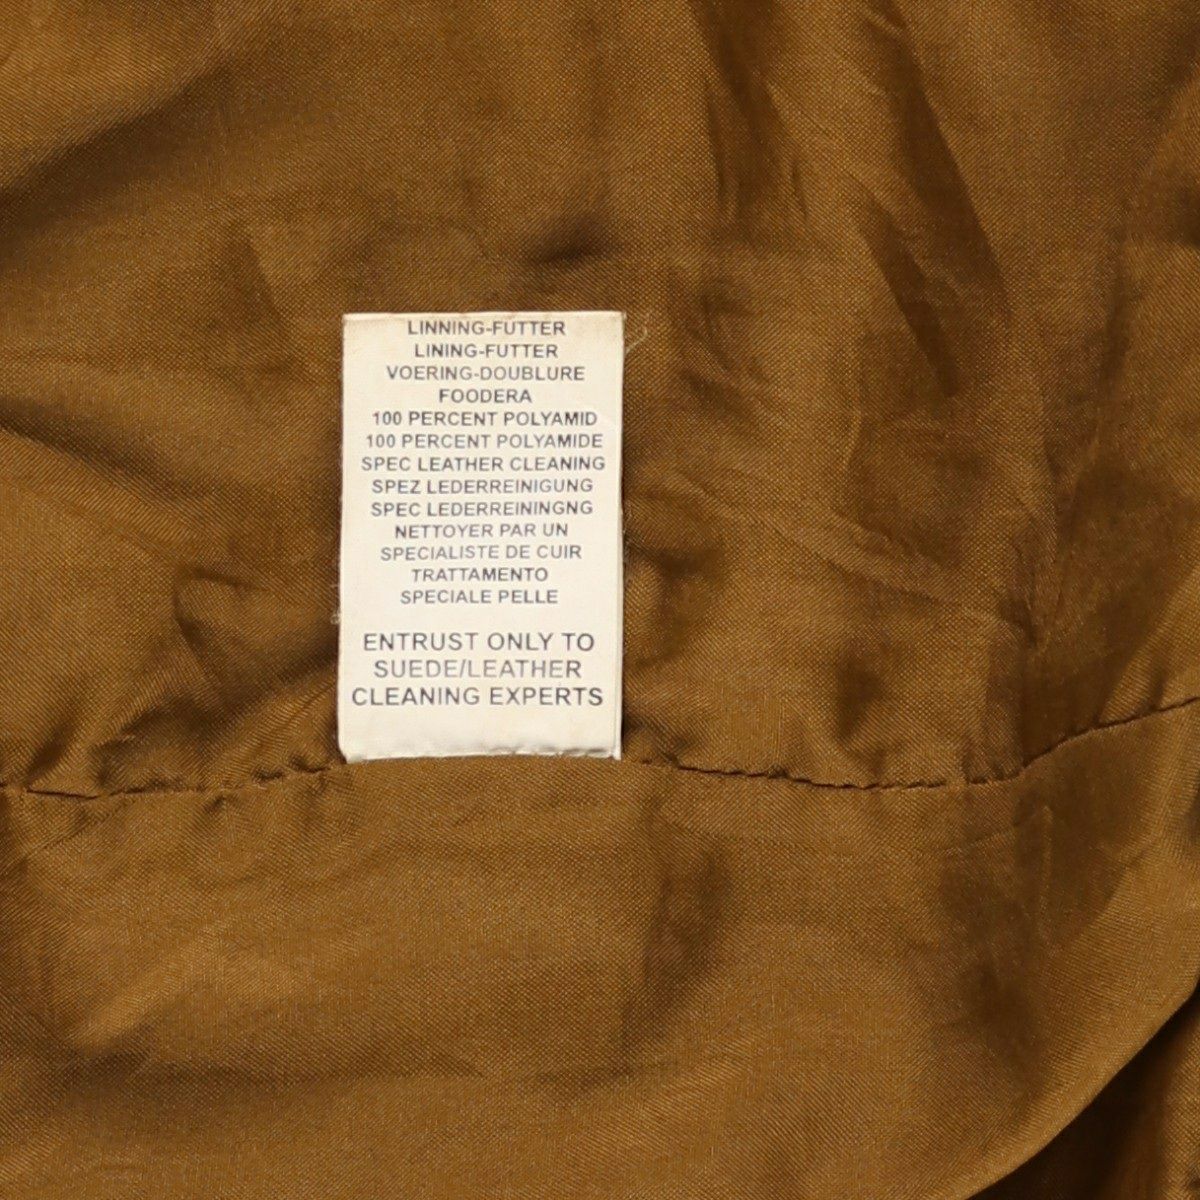 LINNING-FUTTER
LINING-FUTTER
VOERING-DOUBLURE
FOODERA
100 PERCENT POLYAMID
100 PERCENT POLYAMIDE
SPEC LEATHER CLEANING
SPEZ LEDERREINIGUNG
SPEC LEDERREININGNG
NETTOYER PAR UN
SPECIALISTE DE CUIR
TRATTAMENTO
SPECIALE PELLE
ENTRUST ONLY TO
SUEDE/LEATHER
CLEANING EXPERTS